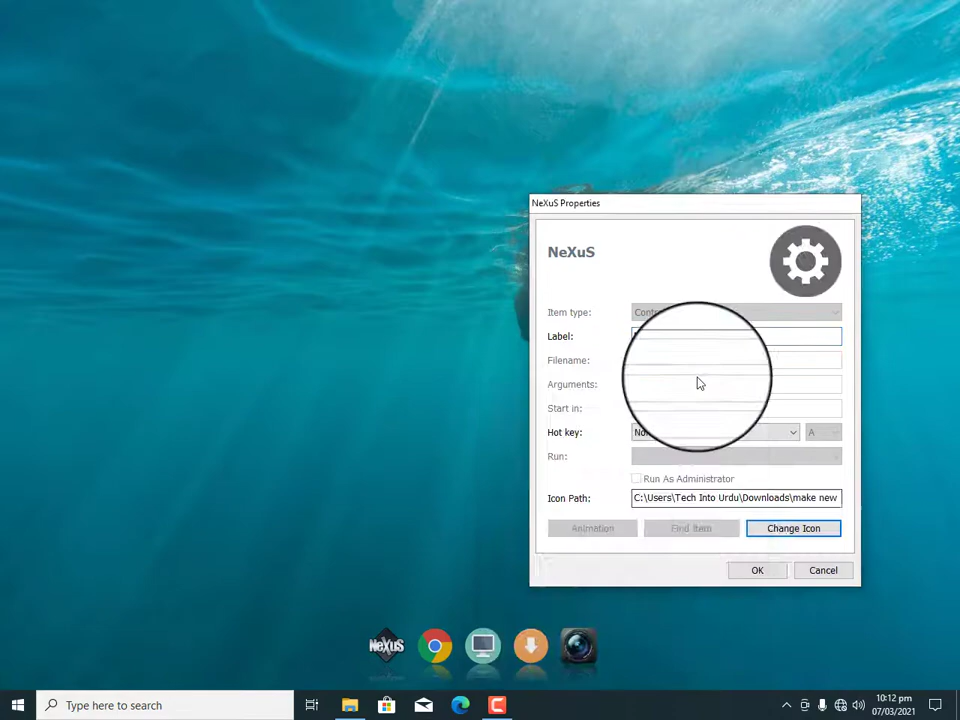 NeXuS Properties
NeXuS
Item type:
Label:
Filename:
Arguments:
Start in:
Hot key:
A
Run:
Run As Administrator
Icon Path: C:\Users\Tech Into Urdu\Downloads\make new
Animation Find Item Change Icon
OK Cancel
NeXuS
Type here to search
10:12 pm
07/03/2021